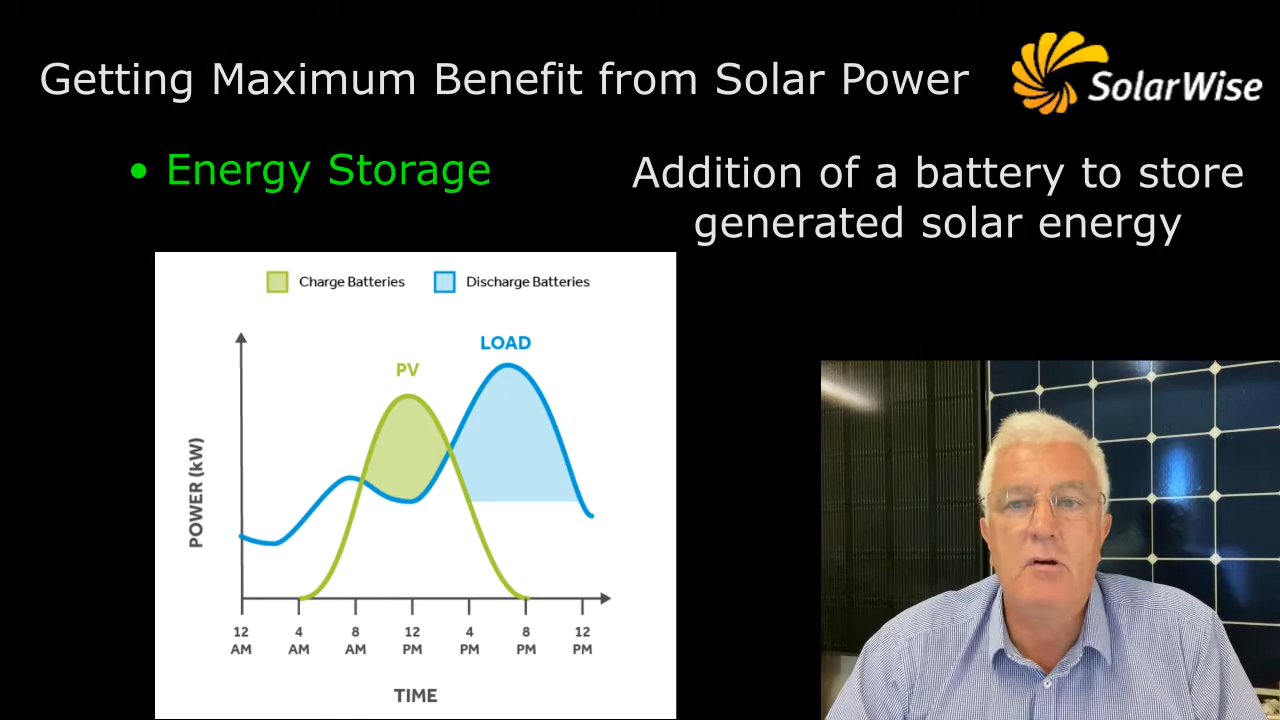 Getting Maximum Benefit from Solar Power
SolarWise
• Energy Storage
Addition of a battery to store
generated solar energy
Charge Batteries
Discharge Batteries
LOAD
PV
POWER (kW)
12 4 8 12 4 8 12
AM AM AM PM PM PM PM
TIME